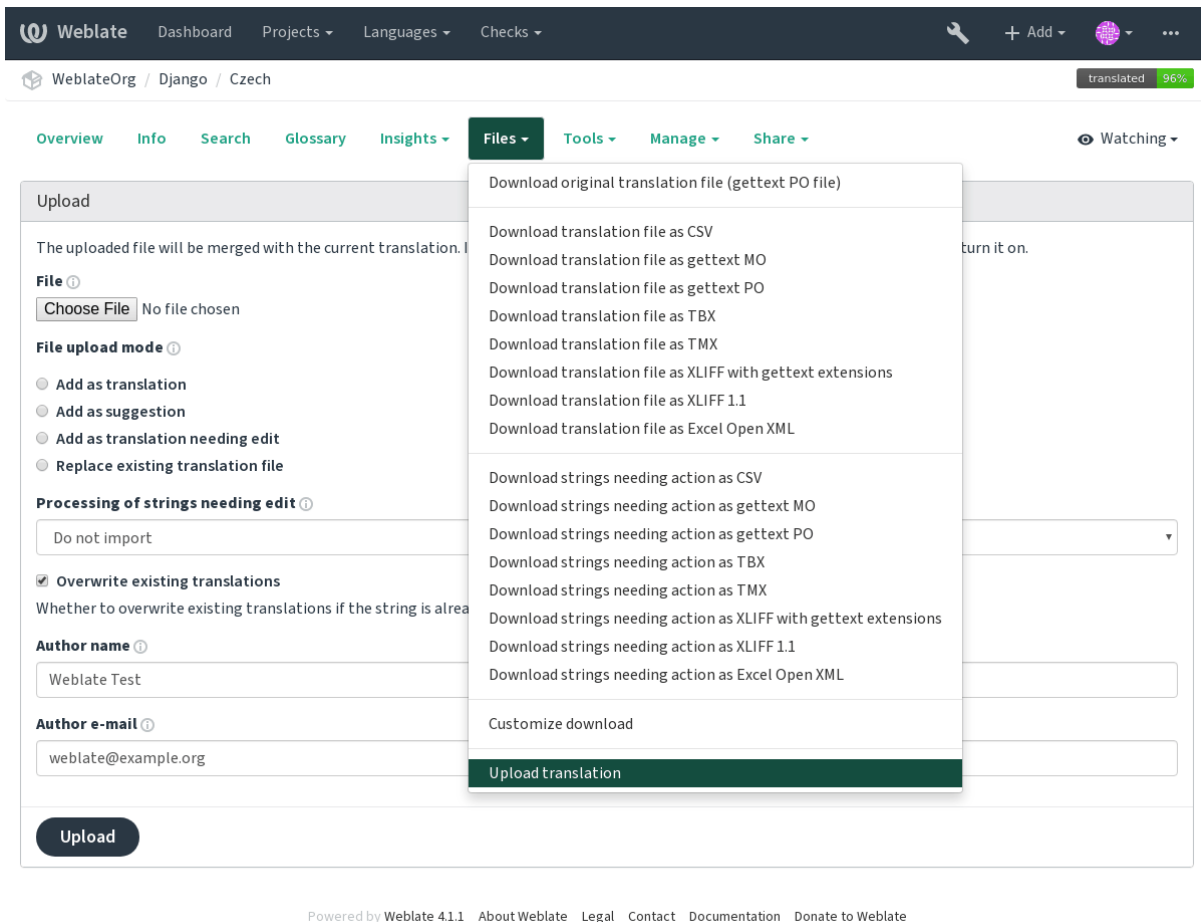 Weblate Dashboard Projects Languages Checks + Add
WeblateOrg / Django / Czech translated 96%
Overview Info Search Glossary Insights Files Tools Manage Share Watching
Upload
The uploaded file will be merged with the current translation. turn it on.
File
Choose File No file chosen
File upload mode
Add as translation
Add as suggestion
Add as translation needing edit
Replace existing translation file
Processing of strings needing edit
Do not import
Overwrite existing translations
Whether to overwrite existing translations if the string is
Author name
Weblate Test
Author e-mail
weblate@example.org
Upload
Download original translation file (gettext PO file)
Download translation file as CSV
Download translation file as gettext MO
Download translation file as gettext PO
Download translation file as TBX
Download translation file as TMX
Download translation file as XLIFF with gettext extensions
Download translation file as XLIFF 1.1
Download translation file as Excel Open XML
Download strings needing action as CSV
Download strings needing action as gettext MO
Download strings needing action as gettext PO
Download strings needing action as TBX
Download strings needing action as TMX
Download strings needing action as XLIFF with gettext extensions
Download strings needing action as XLIFF 1.1
Download strings needing action as Excel Open XML
Customize download
Upload translation
Powered by Weblate 4.1.1 About Weblate Legal Contact Documentation Donate to Weblate